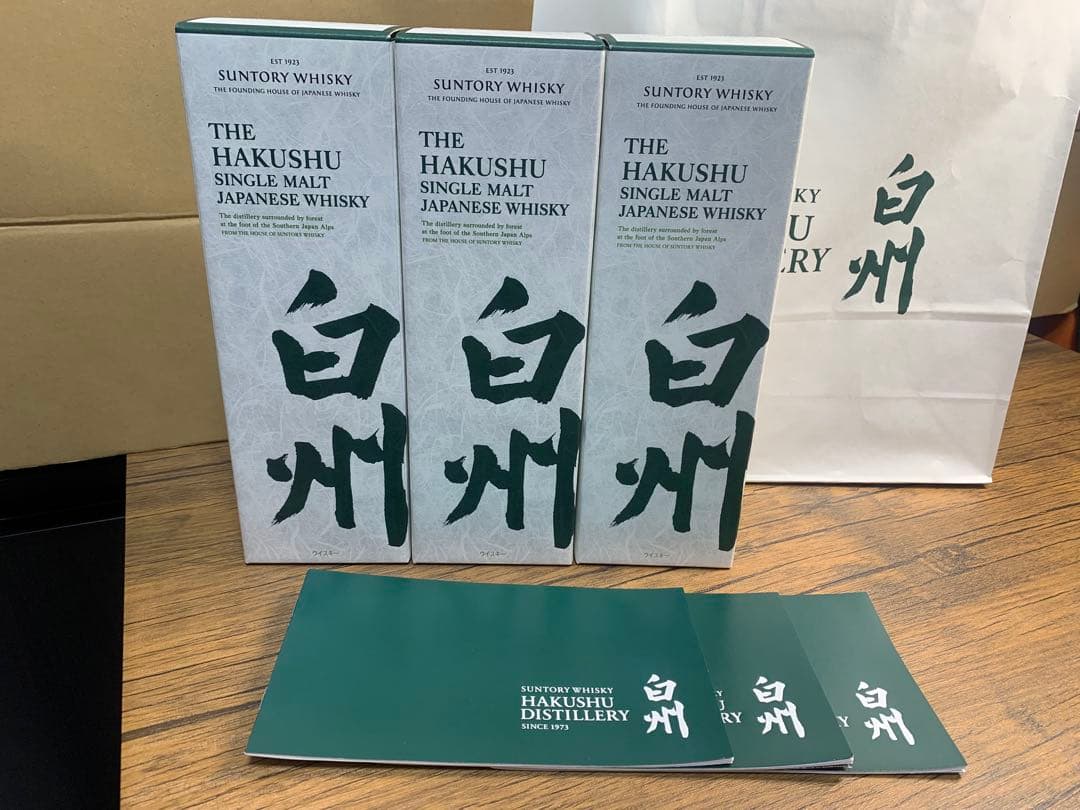 EST 1923
SUNTORY WHISKY
THE FOUNDING HOUSE OF JAPANESE WHISKY
THE
HAKUSHU
SINGLE MALT
JAPANESE WHISKY
The distillery surrounded by forest
at the foot of the Southern Japan Alps
FROM THE HOUSE OF SUNTORY WHISKY
白州
ウイスキー
EST 1923
SUNTORY WHISKY
THE FOUNDING HOUSE OF JAPANESE WHISKY
THE
HAKUSHU
SINGLE MALT
JAPANESE WHISKY
The distillery surrounded by forest
at the foot of the Southern Japan Alps
FROM THE HOUSE OF SUNTORY WHISKY
白州
ウイスキー
EST 1923
SUNTORY WHISKY
THE FOUNDING HOUSE OF JAPANESE WHISKY
THE
HAKUSHU
SINGLE MALT
JAPANESE WHISKY
The distillery surrounded by forest
at the foot of the Southern Japan Alps
FROM THE HOUSE OF SUNTORY WHISKY
白州
ウイスキー
KY
U
ERY
白州
SUNTORY WHISKY
HAKUSHU
DISTILLERY
SINCE 1973
白州
Y
U
RY
白州
Y
白州